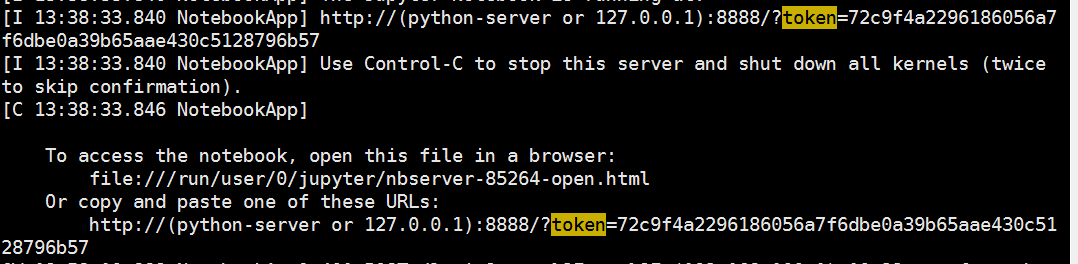 [I 13:38:33.840 NotebookApp] http://(python-server or 127.0.0.1):8888/?token=72c9f4a2296186056a7
f6dbe0a39b65aae430c5128796b57
[I 13:38:33.840 NotebookApp] Use Control-C to stop this server and shut down all kernels (twice
to skip confirmation).
[C 13:38:33.846 NotebookApp]
To access the notebook, open this file in a browser:
file:///run/user/0/jupyter/nbserver-85264-open.html
Or copy and paste one of these URLs:
http://(python-server or 127.0.0.1):8888/?token=72c9f4a2296186056a7f6dbe0a39b65aae430c51
28796b57